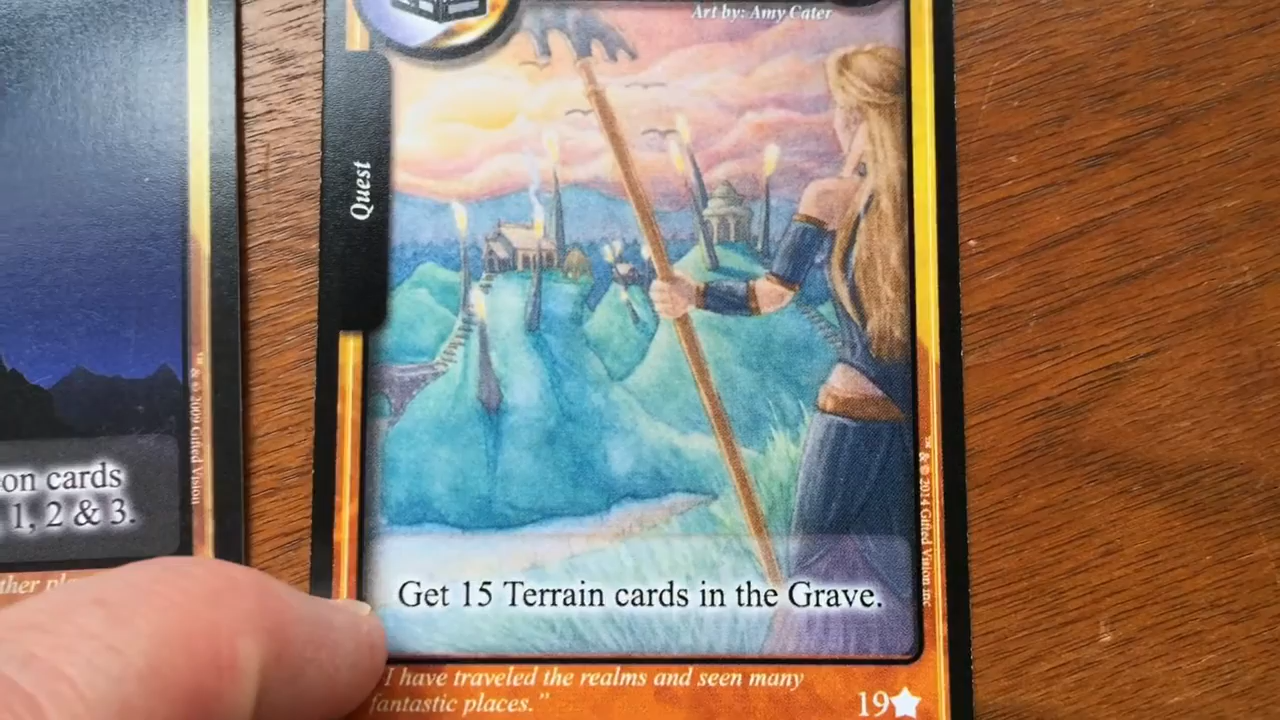 Art by: Amy Cater
Quest
on cards
1, 2 & 3.
™ & © 2009 Gifted Vision
Get 15 Terrain cards in the Grave.
™ & © 2014 Gifted Vision inc
"I have traveled the realms and seen many
fantastic places."
19